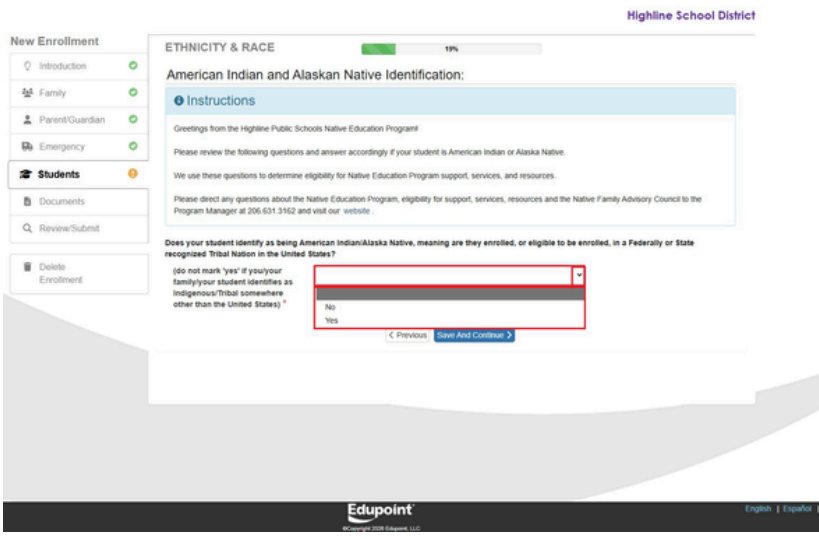 Highline School District
New Enrollment
Introduction
Family
Parent/Guardian
Emergency
Students
Documents
Review/Submit
Delete
Enrollment
ETHNICITY & RACE
19%
American Indian and Alaskan Native Identification:
Instructions
Greetings from the Highline Public Schools Native Education Program!
Please review the following questions and answer accordingly if your student is American Indian or Alaska Native.
We use these questions to determine eligibility for Native Education Program support, services, and resources.
Please direct any questions about the Native Education Program, eligibility for support, services, resources and the Native Family Advisory Council to the
Program Manager at 206.631.3162 and visit our website .
Does your student identify as being American Indian/Alaska Native, meaning are they enrolled, or eligible to be enrolled, in a Federally or State
recognized Tribal Nation in the United States?
(do not mark 'yes' if you/your
family/your student identifies as
Indigenous/Tribal somewhere
other than the United States) *
No
Yes
< Previous
Save And Continue >
Edupoint
©Copyright 2026 Edupoint, LLC
English | Español |